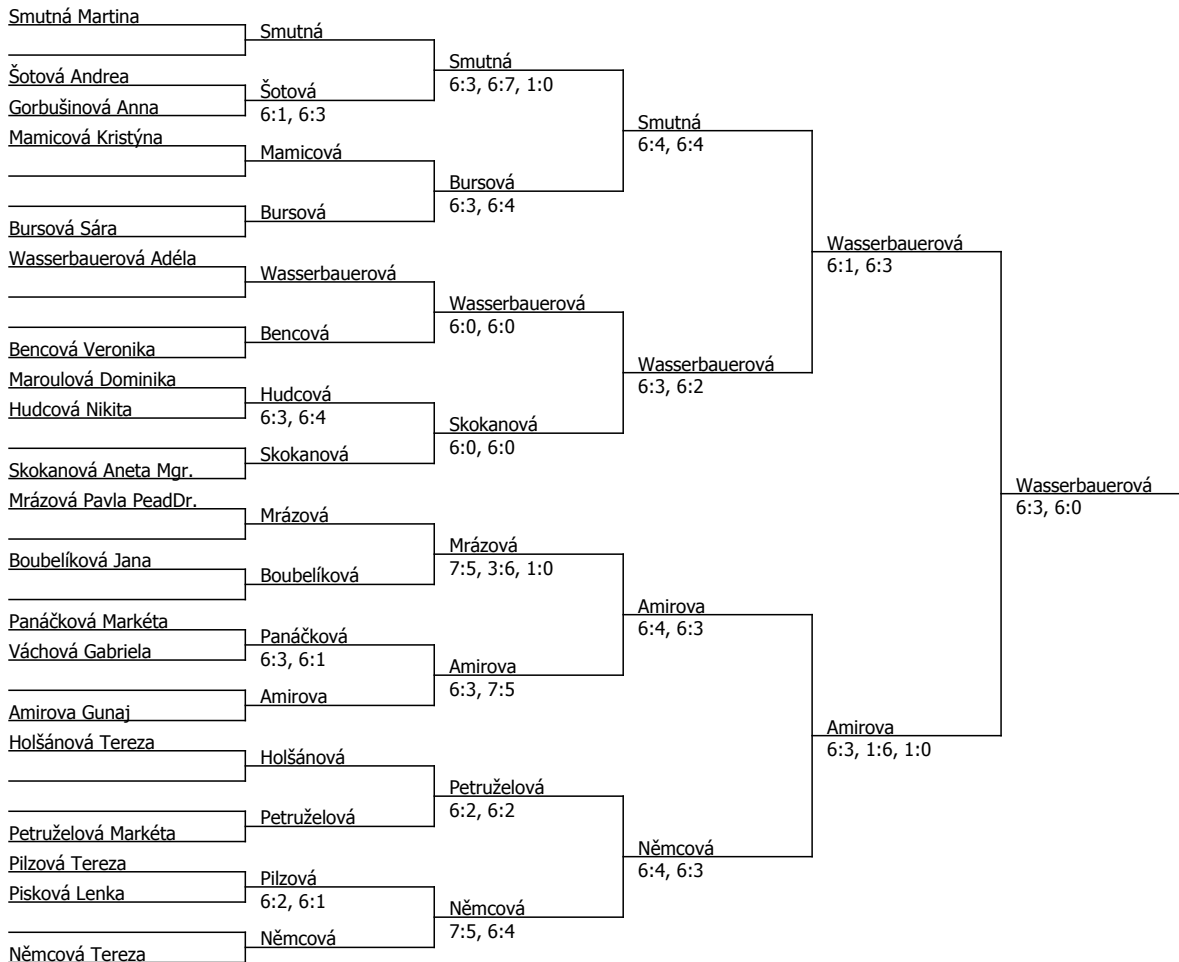 Smutná Martina
Šotová Andrea
Gorbušinová Anna
Mamicová Kristýna
Bursová Sára
Wasserbauerová Adéla
Bencová Veronika
Maroulová Dominika
Hudcová Nikita
Skokanová Aneta Mgr.
Mrázová Pavla PeadDr.
Boubelíková Jana
Panáčková Markéta
Váchová Gabriela
Amirova Gunaj
Holšánová Tereza
Petruželová Markéta
Pilzová Tereza
Pisková Lenka
Němcová Tereza
Smutná
Šotová
6:1, 6:3
Mamicová
Bursová
Wasserbauerová
Bencová
Hudcová
6:3, 6:4
Skokanová
Mrázová
Boubelíková
Panáčková
6:3, 6:1
Amirova
Holšánová
Petruželová
Pilzová
6:2, 6:1
Němcová
Smutná
6:3, 6:7, 1:0
Bursová
6:3, 6:4
Wasserbauerová
6:0, 6:0
Skokanová
6:0, 6:0
Mrázová
7:5, 3:6, 1:0
Amirova
6:3, 7:5
Petruželová
6:2, 6:2
Němcová
7:5, 6:4
Smutná
6:4, 6:4
Wasserbauerová
6:3, 6:2
Amirova
6:4, 6:3
Němcová
6:4, 6:3
Wasserbauerová
6:1, 6:3
Amirova
6:3, 1:6, 1:0
Wasserbauerová
6:3, 6:0